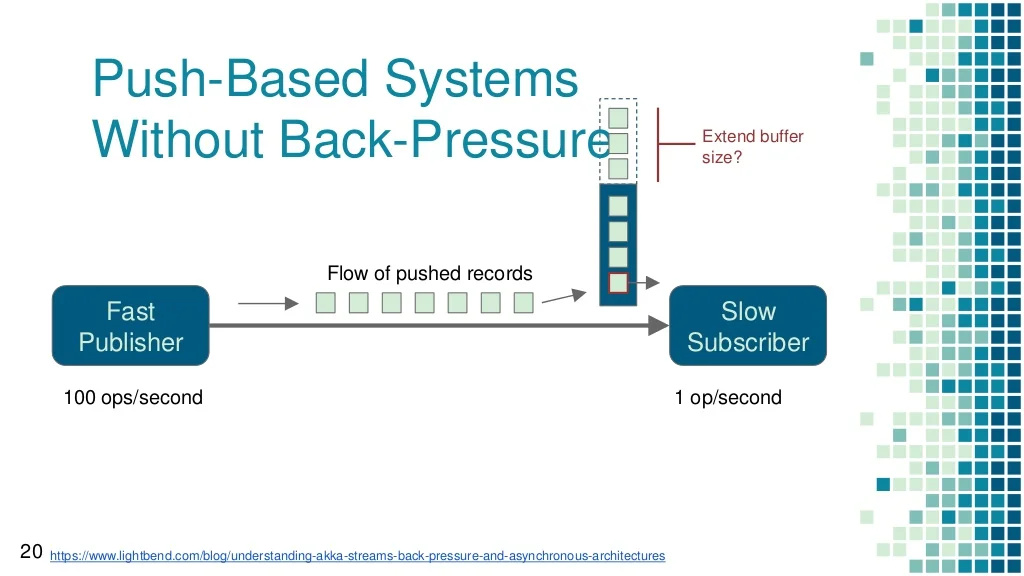 Push-Based Systems
Without Back-Pressure
Extend buffer
size?
Flow of pushed records
Fast
Publisher
Slow
Subscriber
100 ops/second
1 op/second
20
https://www.lightbend.com/blog/understanding-akka-streams-back-pressure-and-asynchronous-architectures